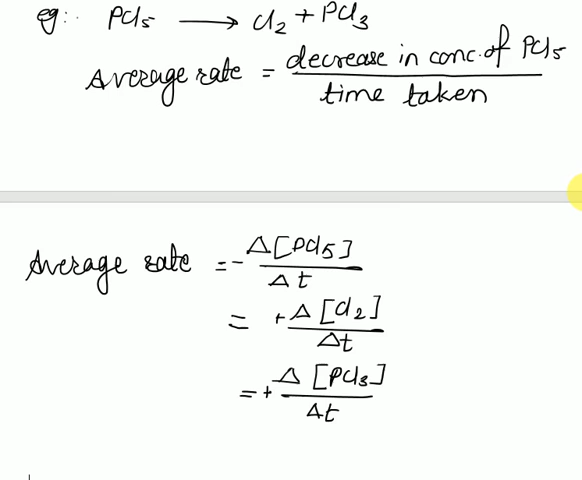 eg:- PCl₅ ⟶ Cl₂ + PCl₃
Average rate = decrease in conc. of PCl₅ / time taken
Average rate = - Δ[PCl₅] / Δt
= + Δ[Cl₂] / Δt
= + Δ[PCl₃] / Δt